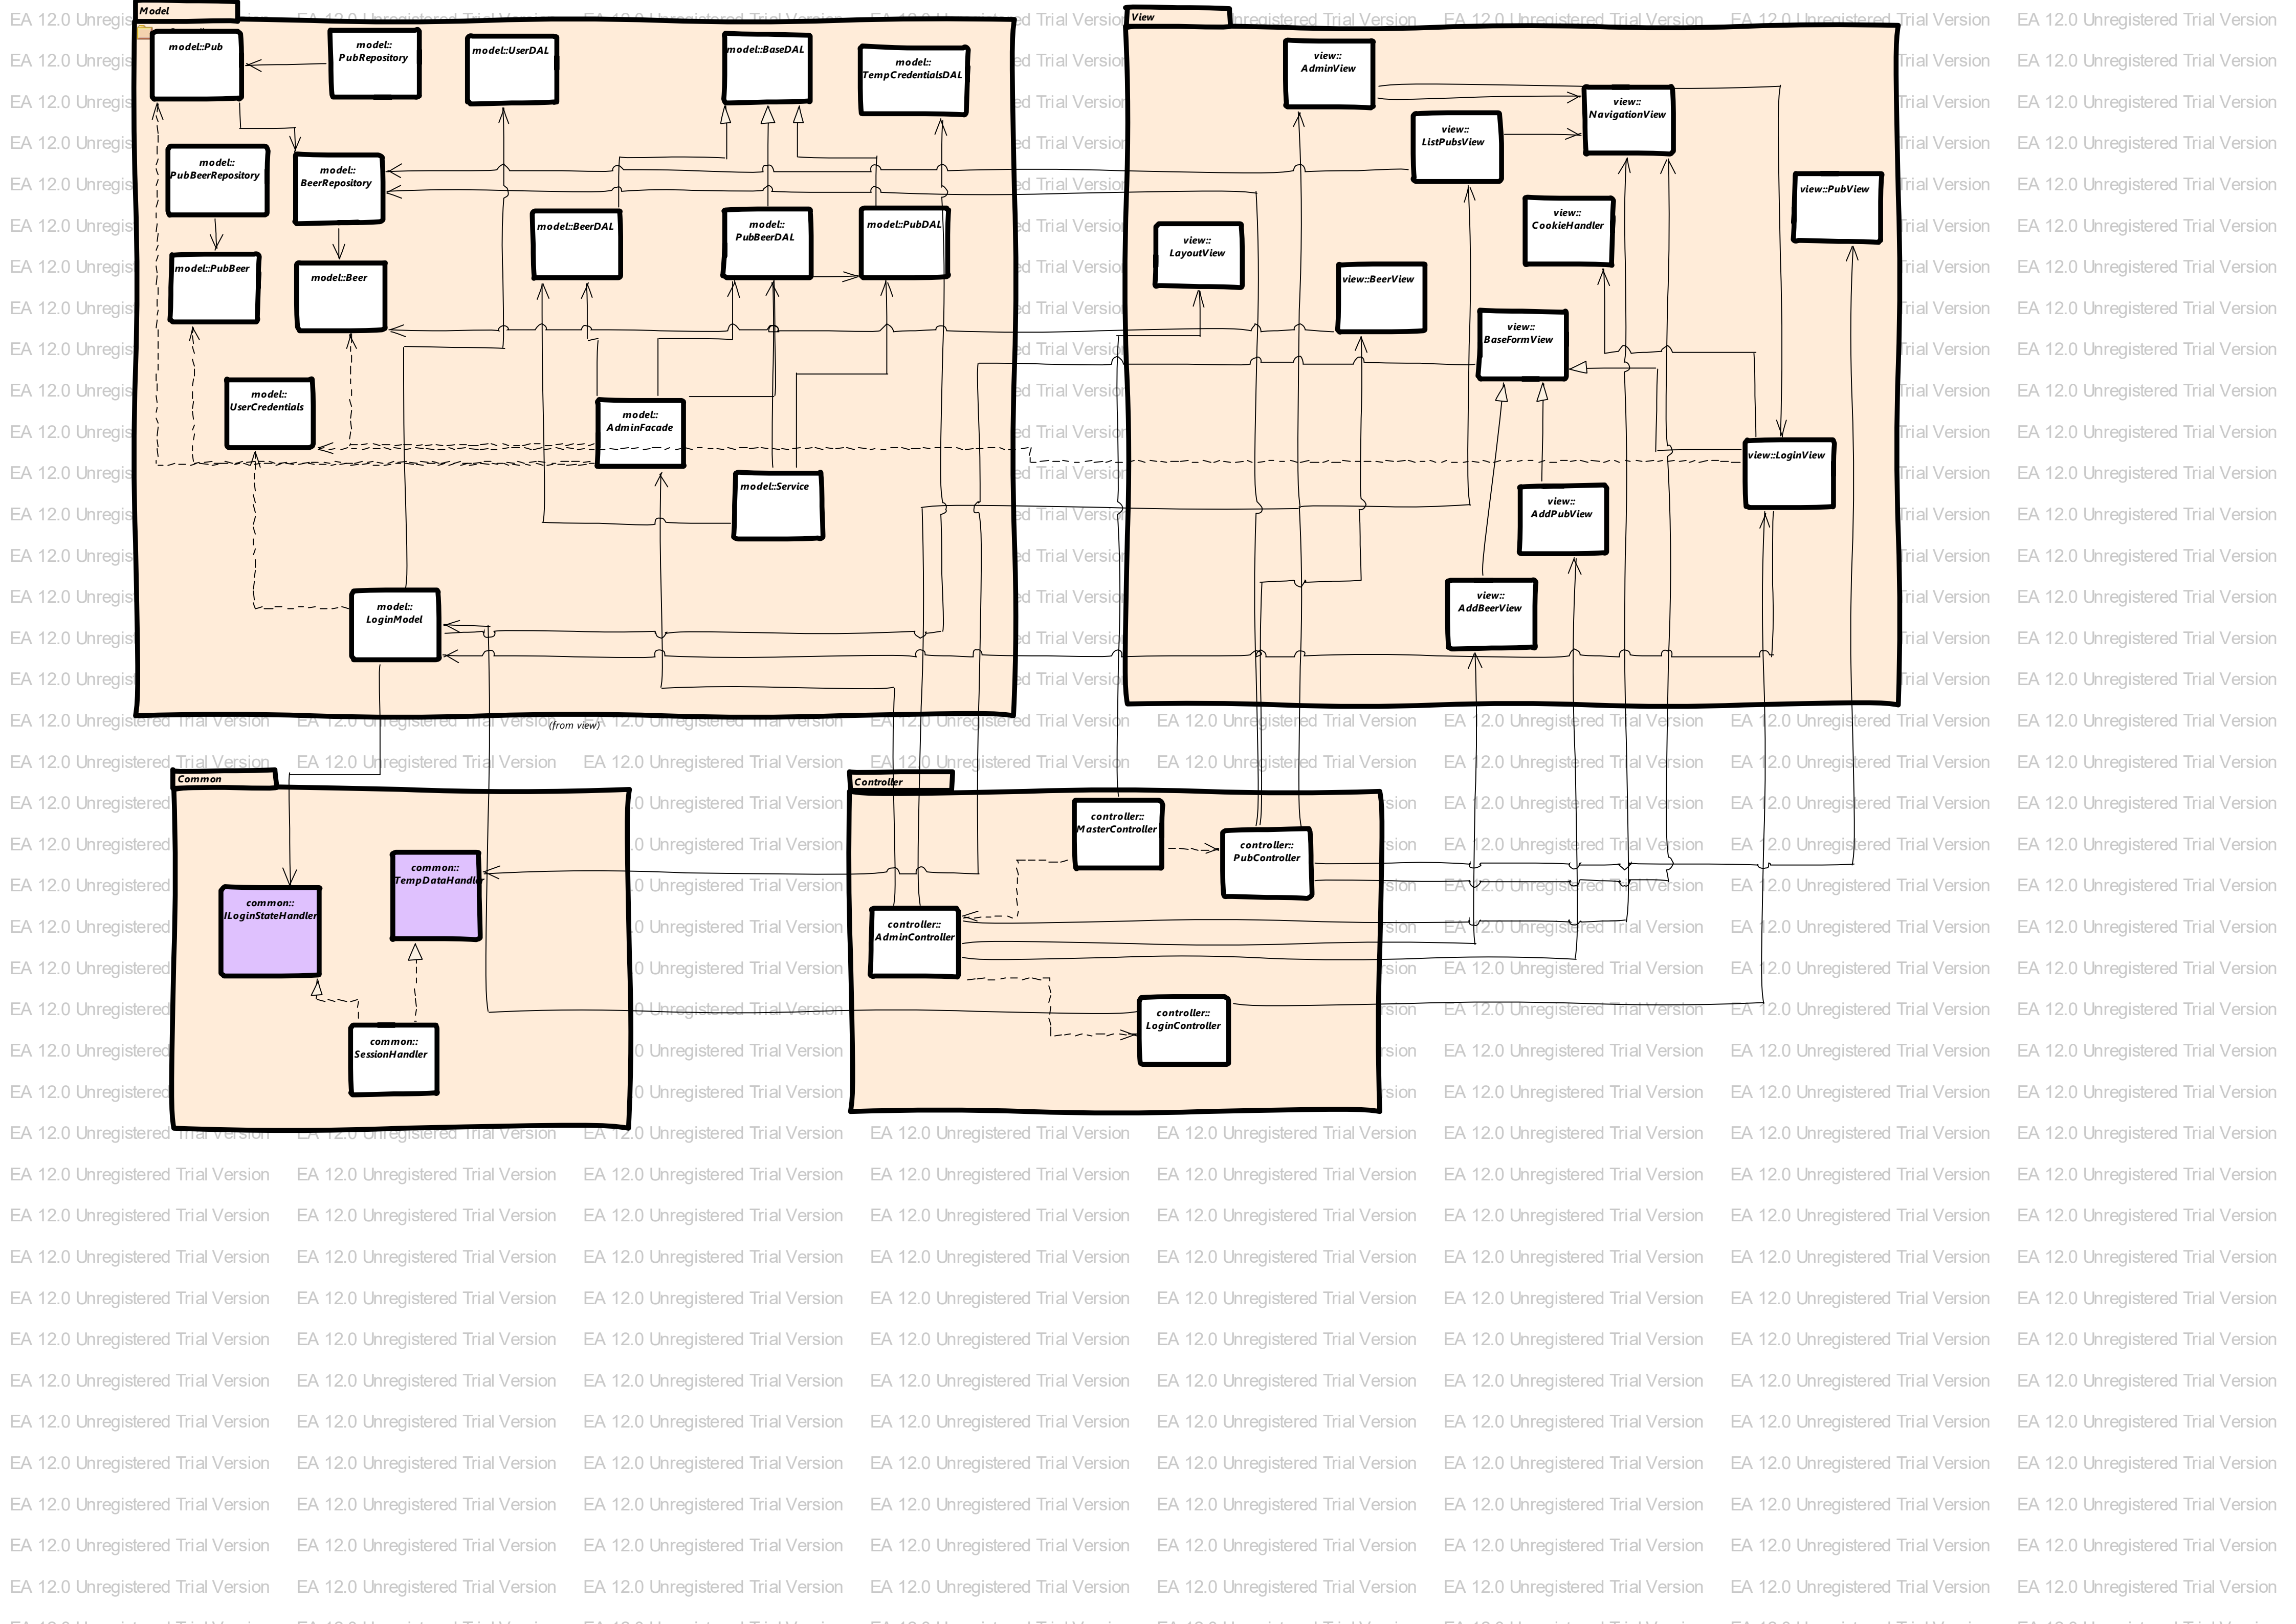 Model
model::Pub
model::
PubRepository
model::UserDAL
model::BaseDAL
model::
TempCredentialsDAL
model::
PubBeerRepository
model::
BeerRepository
model::BeerDAL
model::
PubBeerDAL
model::PubDAL
model::PubBeer
model::Beer
model::
UserCredentials
model::
AdminFacade
model::Service
model::
LoginModel
(from view)
View
view::
AdminView
view::
NavigationView
view::
ListPubsView
view::PubView
view::
CookieHandler
view::
LayoutView
view::BeerView
view::
BaseFormView
view::LoginView
view::
AddPubView
view::
AddBeerView
Common
common::
TempDataHandler
common::
ILoginStateHandler
common::
SessionHandler
Controller
controller::
MasterController
controller::
PubController
controller::
AdminController
controller::
LoginController
EA 12.0 Unregistered Trial Version